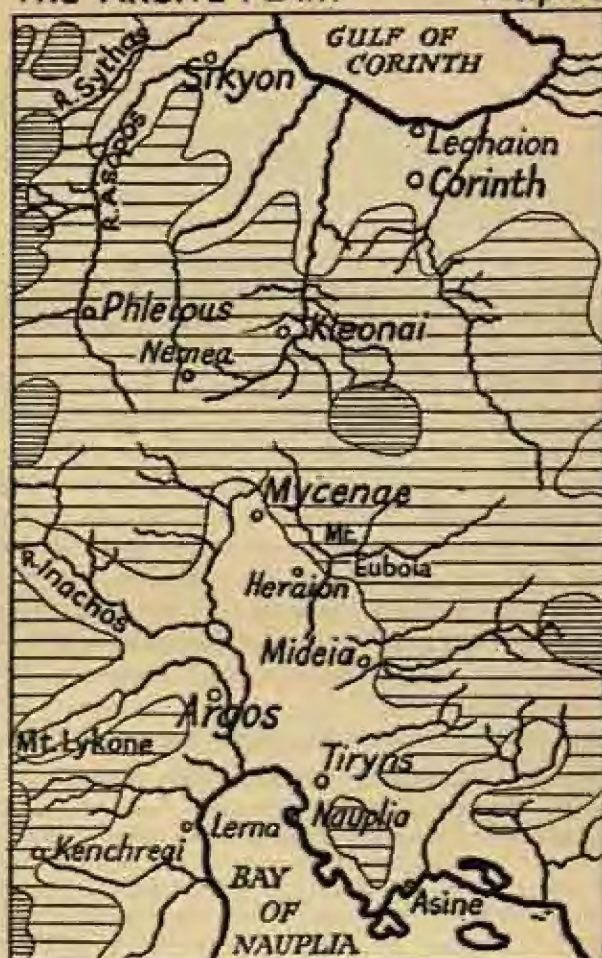 GULF OF
CORINTH
R. Sythas
Sikyon
R. ASOPOS
Lechaion
Corinth
Phleious
Kleonai
Nemea
Mycenae
Mt.
Euboia
R. Inachos
Heraion
Mideia
Argos
Mt. Lykone
Tiryns
Nauplia
Lerna
Kenchreai
BAY
OF
NAUPLIA
Asine